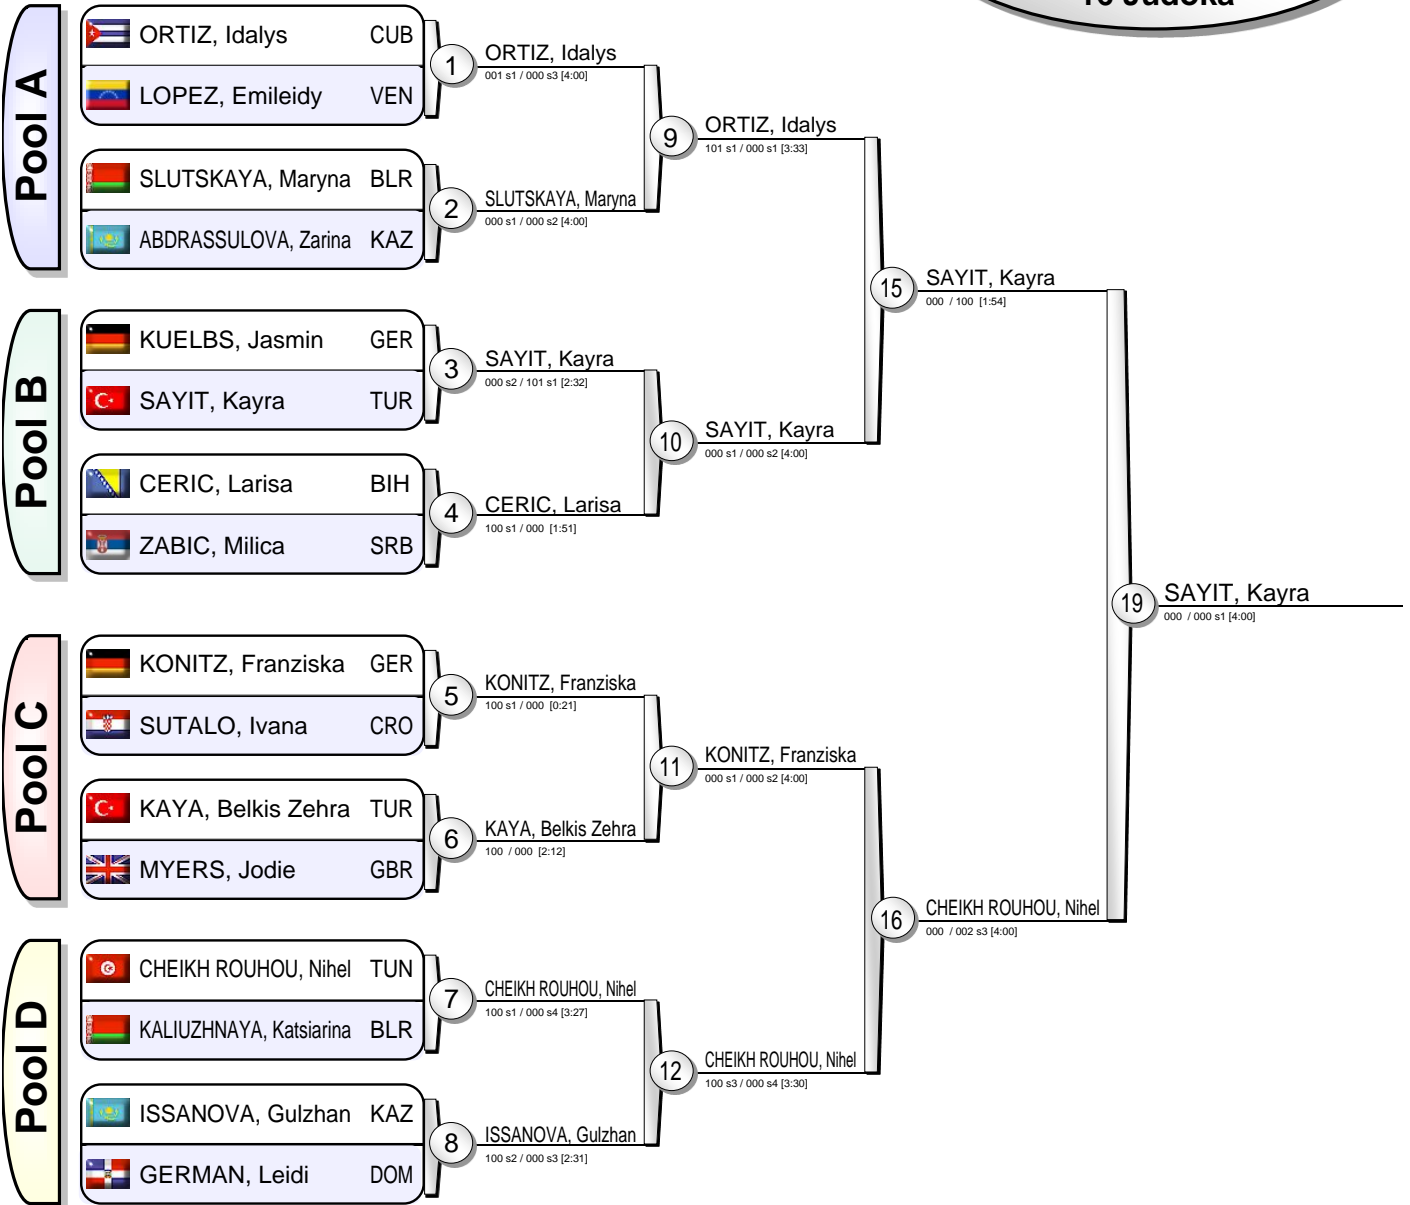 16 Judoka
Pool A
ORTIZ, Idalys CUB
LOPEZ, Emileidy VEN
1
ORTIZ, Idalys
001 s1 / 000 s3 [4:00]
SLUTSKAYA, Maryna BLR
ABDRASSULOVA, Zarina KAZ
2
SLUTSKAYA, Maryna
000 s1 / 000 s2 [4:00]
9
ORTIZ, Idalys
101 s1 / 000 s1 [3:33]
Pool B
KUELBS, Jasmin GER
SAYIT, Kayra TUR
3
SAYIT, Kayra
000 s2 / 101 s1 [2:32]
CERIC, Larisa BIH
ZABIC, Milica SRB
4
CERIC, Larisa
100 s1 / 000 [1:51]
10
SAYIT, Kayra
000 s1 / 000 s2 [4:00]
15
SAYIT, Kayra
000 / 100 [1:54]
Pool C
KONITZ, Franziska GER
SUTALO, Ivana CRO
5
KONITZ, Franziska
100 s1 / 000 [0:21]
KAYA, Belkis Zehra TUR
MYERS, Jodie GBR
6
KAYA, Belkis Zehra
100 / 000 [2:12]
11
KONITZ, Franziska
000 s1 / 000 s2 [4:00]
Pool D
CHEIKH ROUHOU, Nihel TUN
KALIUZHNAYA, Katsiarina BLR
7
CHEIKH ROUHOU, Nihel
100 s1 / 000 s4 [3:27]
ISSANOVA, Gulzhan KAZ
GERMAN, Leidi DOM
8
ISSANOVA, Gulzhan
100 s2 / 000 s3 [2:31]
12
CHEIKH ROUHOU, Nihel
100 s3 / 000 s4 [3:30]
16
CHEIKH ROUHOU, Nihel
000 / 002 s3 [4:00]
19
SAYIT, Kayra
000 / 000 s1 [4:00]